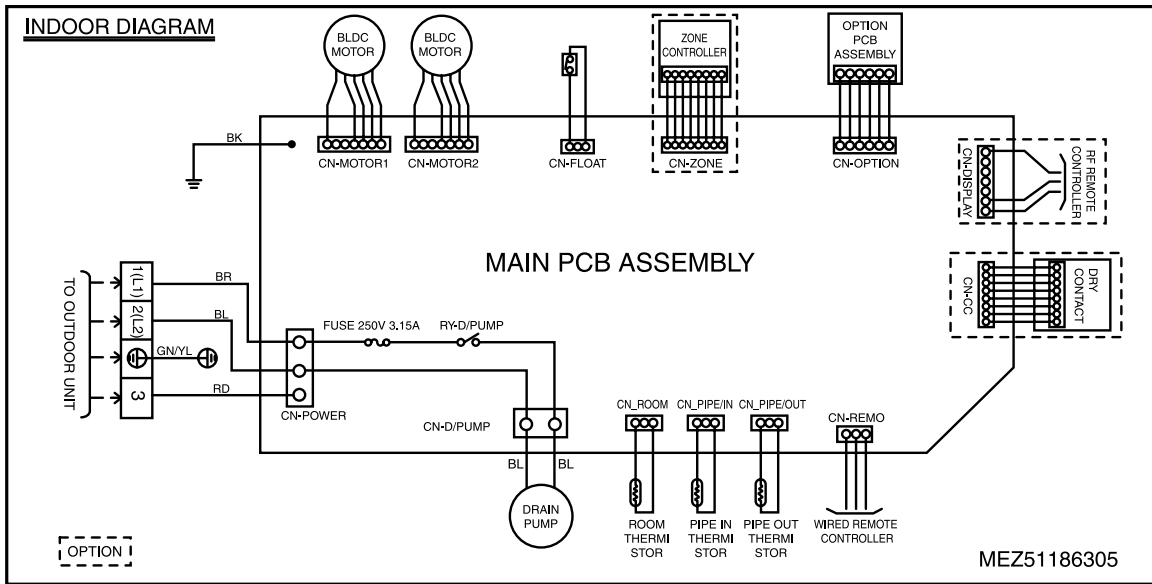 INDOOR DIAGRAM
BLDC
MOTOR
BLDC
MOTOR
ZONE
CONTROLLER
OPTION
PCB
ASSEMBLY
BK
CN-MOTOR1
CN-MOTOR2
CN-FLOAT
CN-ZONE
CN-OPTION
CN-DISPLAY
RF REMOTE
CONTROLLER
MAIN PCB ASSEMBLY
CN-CC
DRY
CONTACT
TO OUTDOOR UNIT
1(L1)
2(L2)
3
BR
BL
GN/YL
RD
FUSE 250V 3.15A
RY-D/PUMP
CN-POWER
CN-D/PUMP
BL
BL
DRAIN
PUMP
CN_ROOM
CN_PIPE/IN
CN_PIPE/OUT
CN-REMO
ROOM
THERMI
STOR
PIPE IN
THERMI
STOR
PIPE OUT
THERMI
STOR
WIRED REMOTE
CONTROLLER
OPTION
MEZ51186305